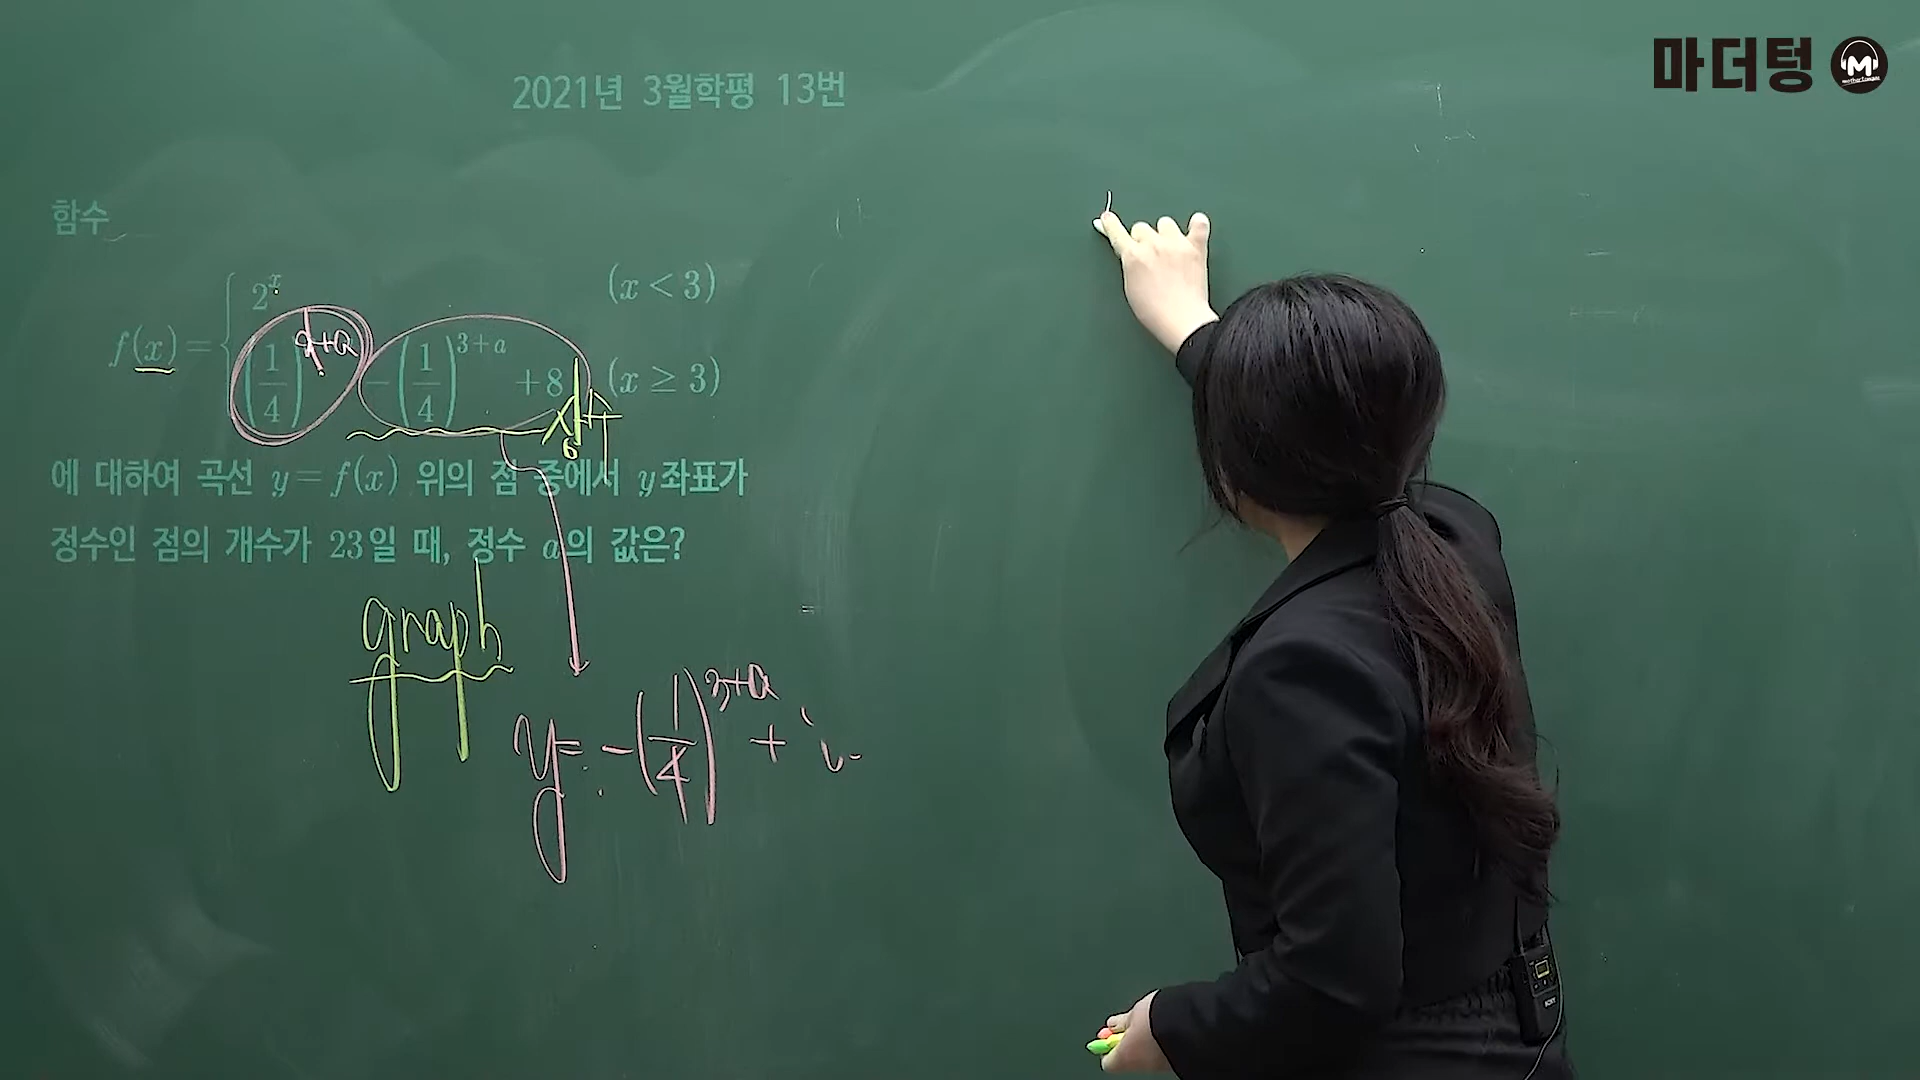 마더텅 M
2021년 3월학평 13번
함수
f(x) = { 2^x (x < 3)
(1/4)^{x+a} - (1/4)^{3+a} + 8 (x ≥ 3)
상수
에 대하여 곡선 y = f(x) 위의 점 중에서 y좌표가
정수인 점의 개수가 23일 때, 정수 a의 값은?
graph
y = -(1/4)^{3+a} +